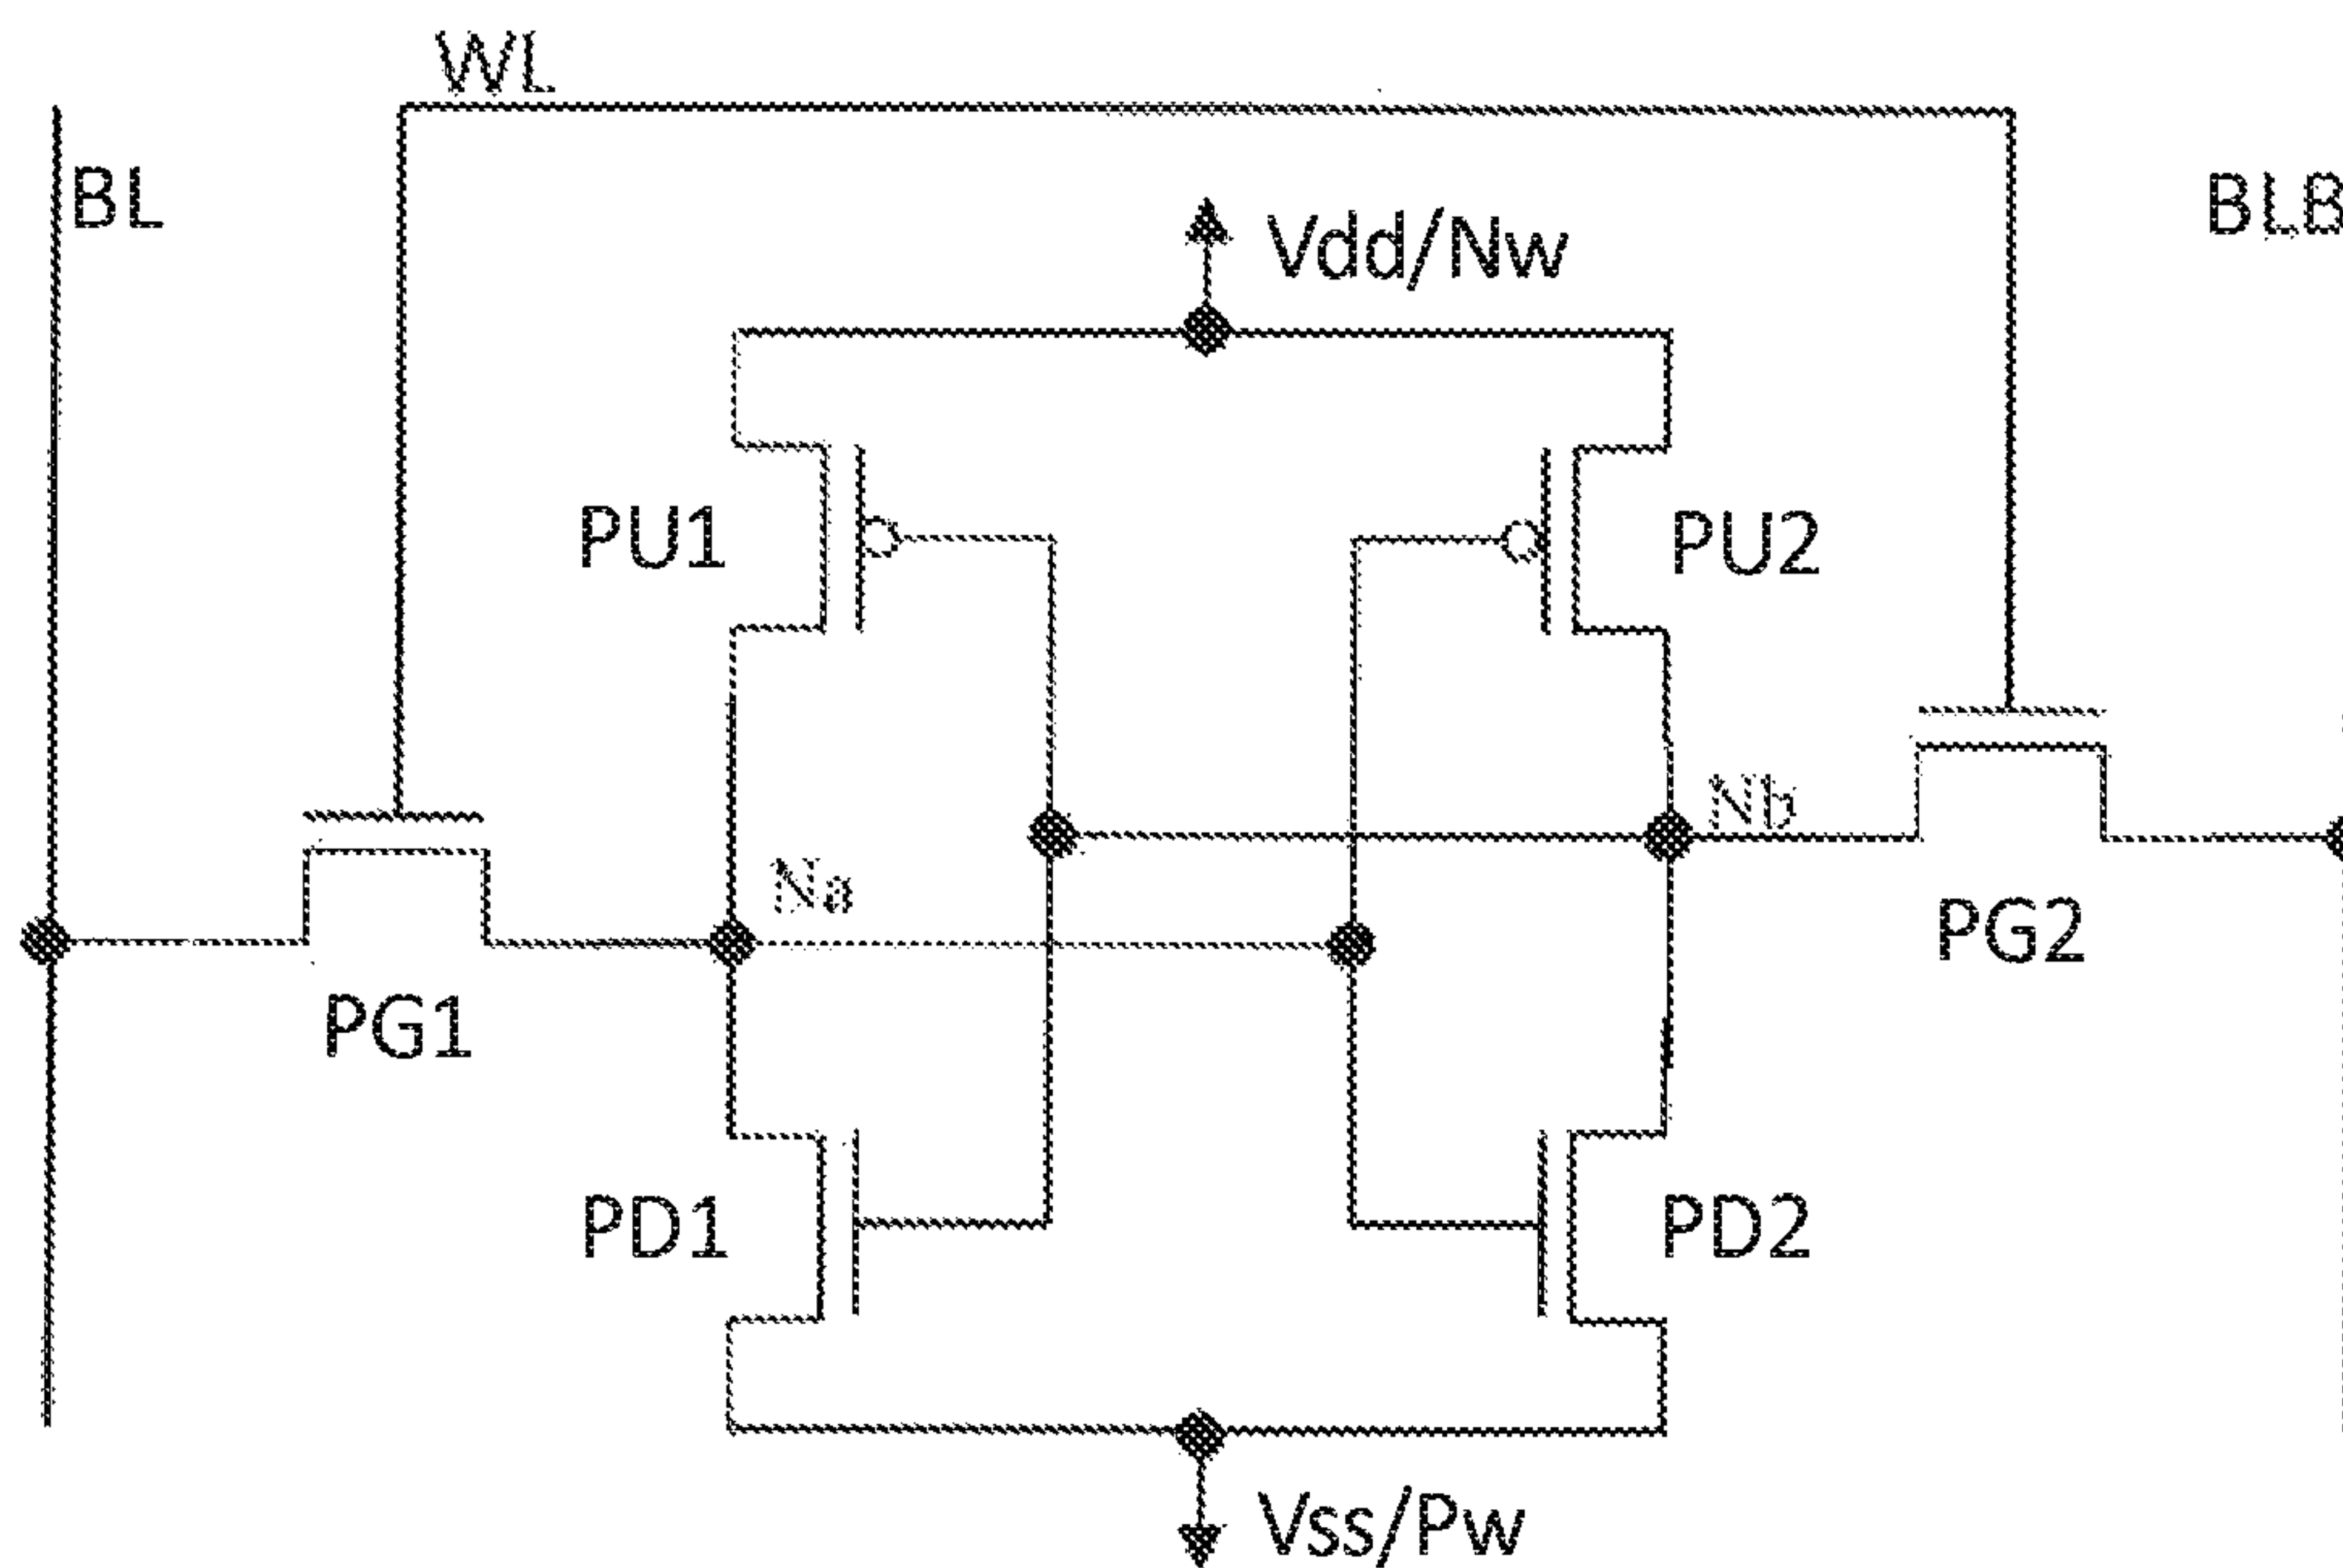 WL
BL
BLB
Vdd/Nw
PU1
PU2
Nb
Na
PG2
PG1
PD1
PD2
Vss/Pw